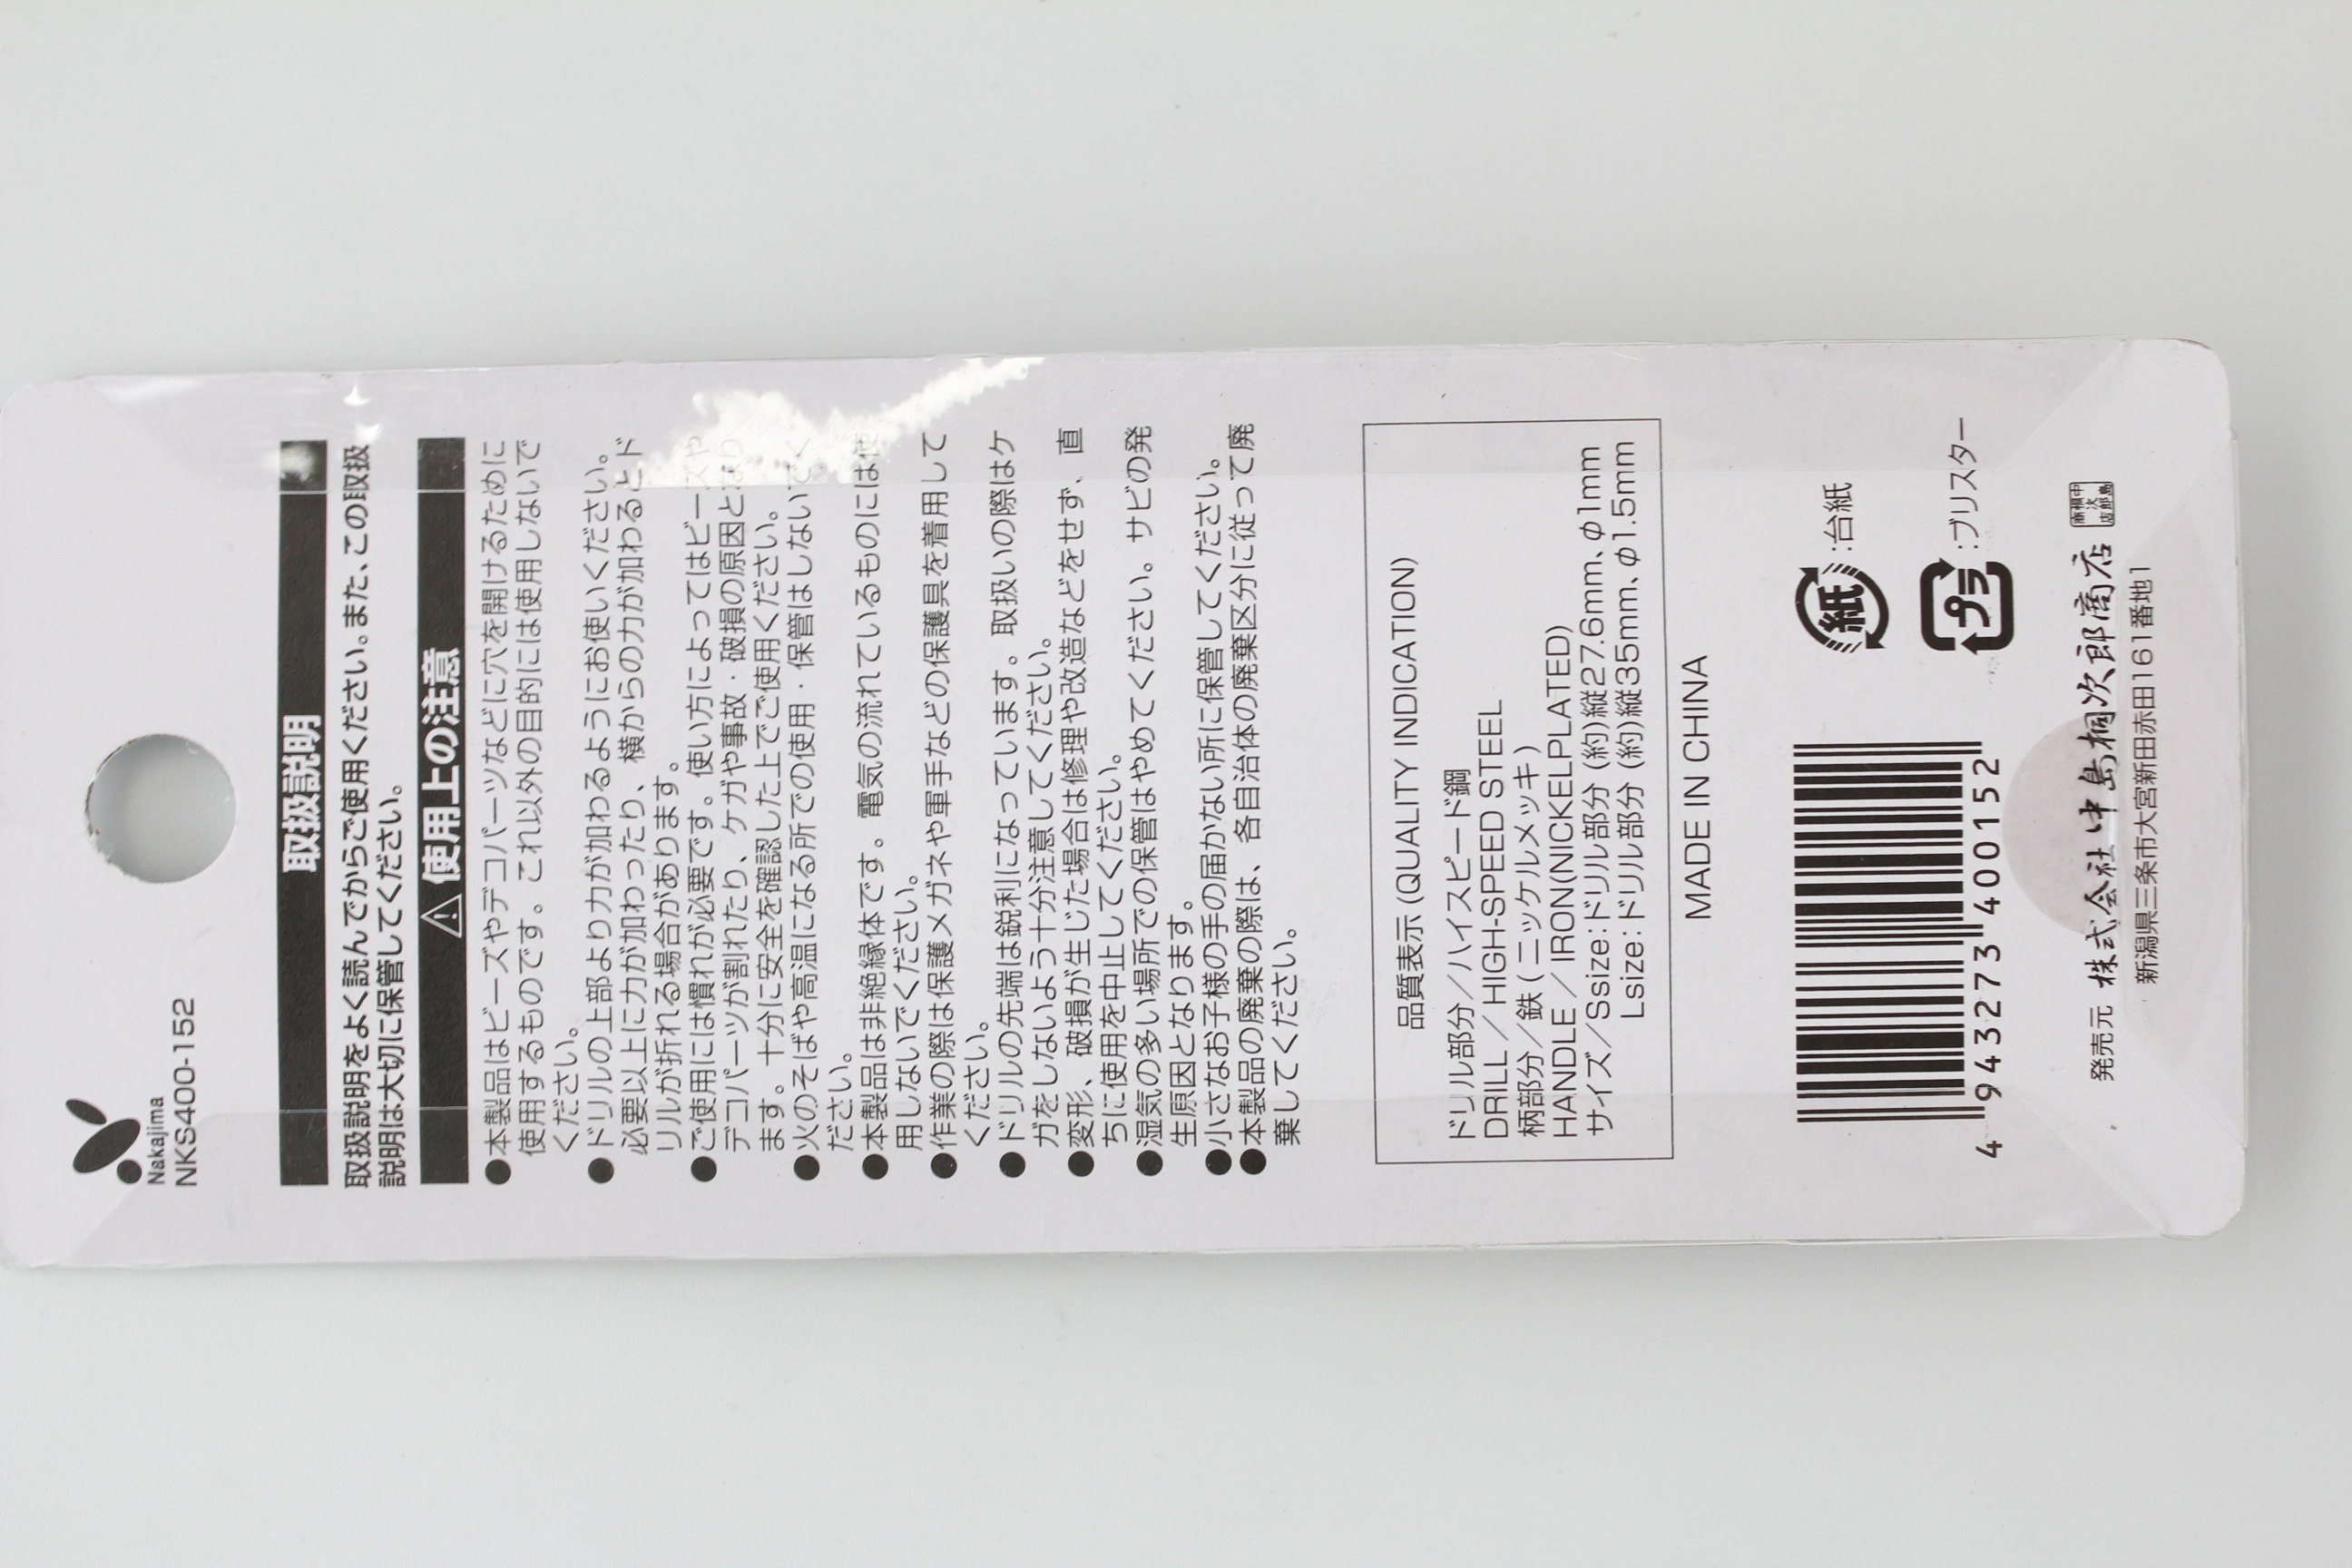 Nakajima
NKS400-152
取扱説明
取扱説明をよく読んでからご使用ください。また、この取扱
説明は大切に保管してください。
⚠ 使用上の注意
●本製品はビーズやデコパーツなどに穴を開けるために
使用するものです。これ以外の目的には使用しないで
ください。
●ドリルの上部より力が加わるようにお使いください。
必要以上に力が加わったり、横からの力が加わるとド
リルが折れる場合があります。
●ご使用には慣れが必要です。使い方によってはビーズや
デコパーツが割れたり、ケガや事故・破損の原因となり
ます。十分に安全を確認した上でご使用ください。
●火のそばや高温になる所での使用・保管はしないでく
ださい。
●本製品は非絶縁体です。電気の流れているものには使
用しないでください。
●作業の際は保護メガネや軍手などの保護具を着用して
ください。
●ドリルの先端は鋭利になっています。取扱いの際はケ
ガをしないよう十分注意してください。
●変形、破損が生じた場合は修理や改造などをせず、直
ちに使用を中止してください。
●湿気の多い場所での保管はやめてください。サビの発
生原因となります。
●小さなお子様の手の届かない所に保管してください。
●本製品の廃棄の際は、各自治体の廃棄区分に従って廃
棄してください。
品質表示(QUALITY INDICATION)
ドリル部分/ハイスピード鋼
DRILL / HIGH-SPEED STEEL
柄部分/鉄(ニッケルメッキ)
HANDLE / IRON(NICKELPLATED)
サイズ/Ssize:ドリル部分(約)縦27.6mm、φ1mm
Lsize:ドリル部分(約)縦35mm、φ1.5mm
MADE IN CHINA
紙:台紙
プラ:ブリスター
4 943273 400152
発売元 株式会社中島桐次郎商店
新潟県三条市大宮新田赤田161番地1